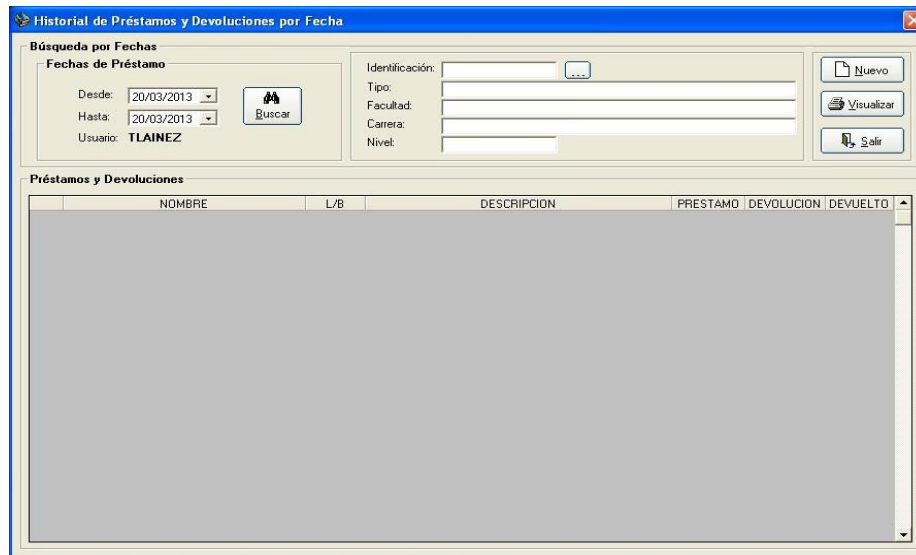 Historial de Préstamos y Devoluciones por Fecha
Búsqueda por Fechas
Fechas de Préstamo
Desde: 20/03/2013
Hasta: 20/03/2013
Usuario: TLAINEZ
Buscar
Identificación: ...
Tipo:
Facultad:
Carrera:
Nivel:
Nuevo
Visualizar
Salir
Préstamos y Devoluciones
NOMBRE L/B DESCRIPCION PRESTAMO DEVOLUCION DEVUELTO